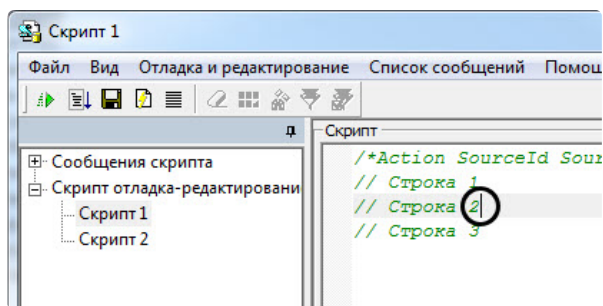 Скрипт 1
Файл Вид Отладка и редактирование Список сообщений Помощ
Скрипт
Сообщения скрипта
Скрипт отладка-редактировани
Скрипт 1
Скрипт 2
/*Action SourceId Sour
// Строка 1
// Строка 2
// Строка 3